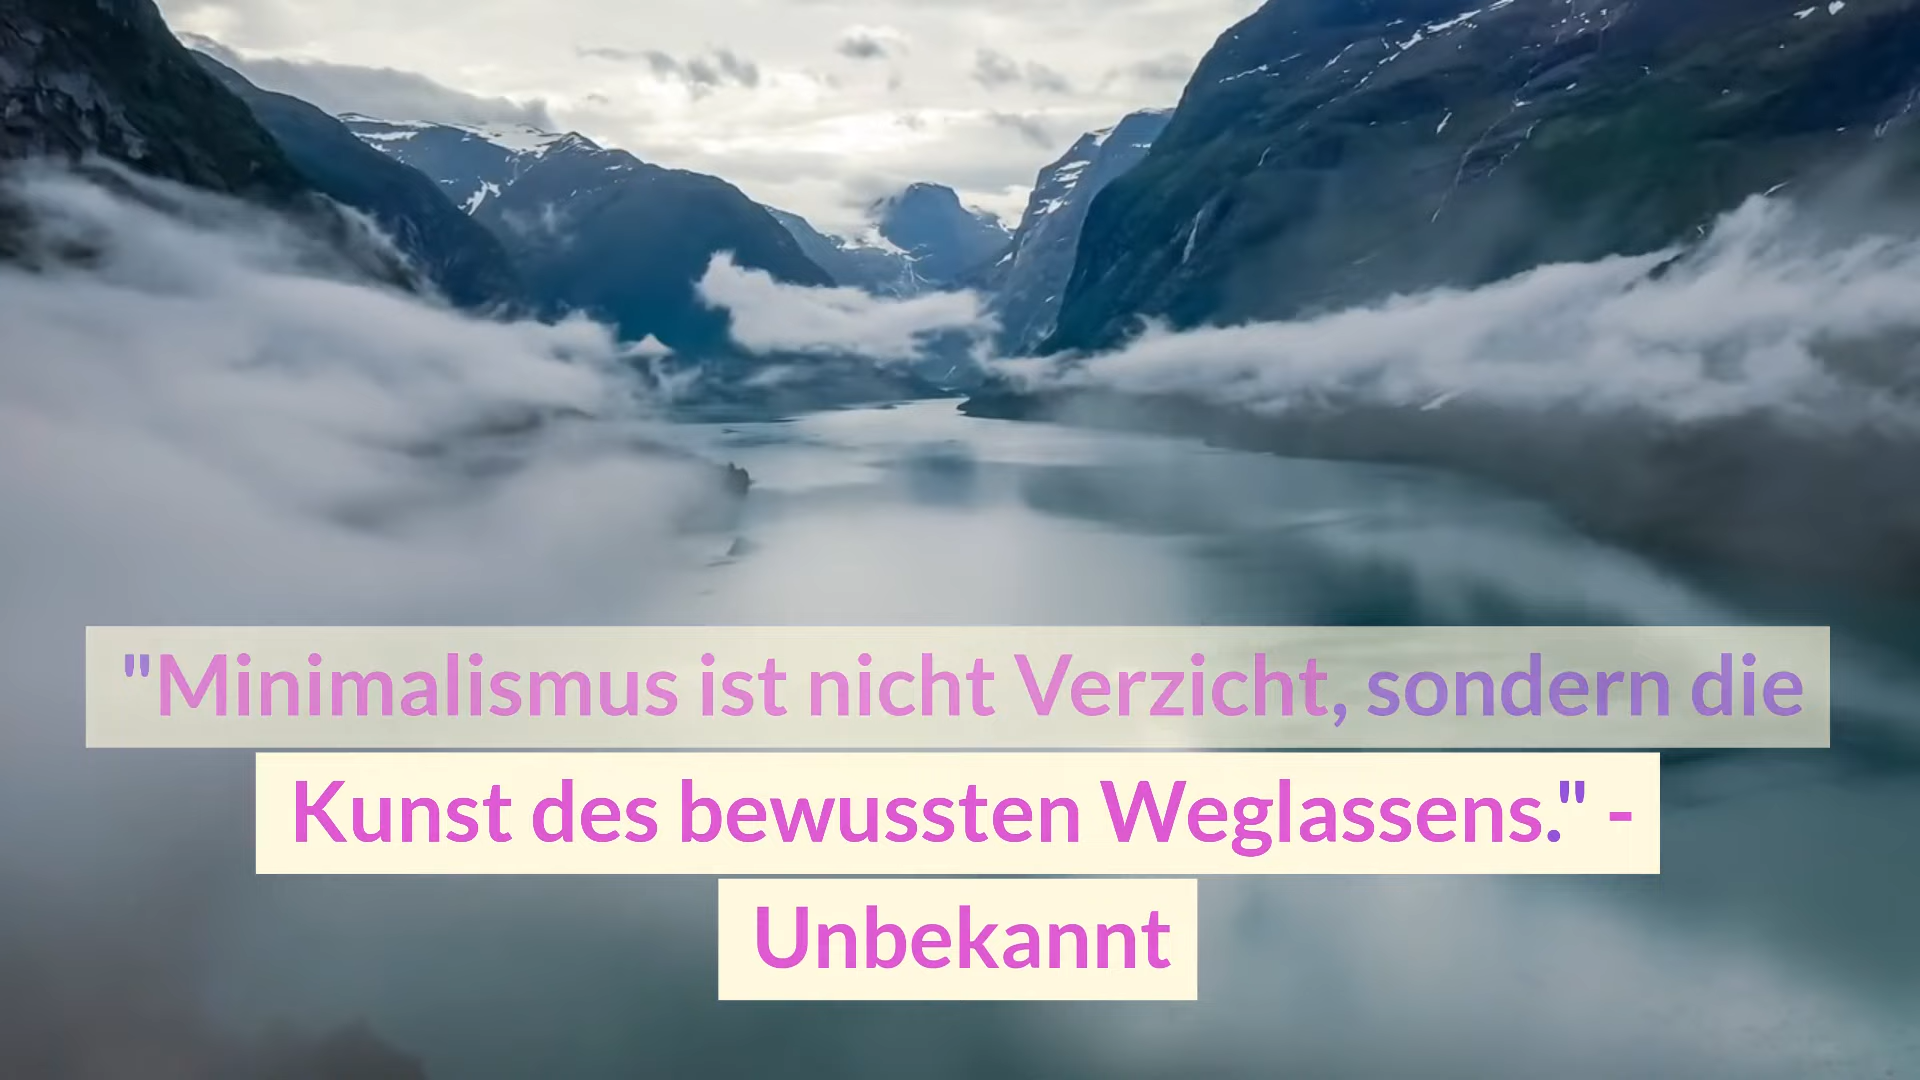 "Minimalismus ist nicht Verzicht, sondern die
Kunst des bewussten Weglassens." -
Unbekannt